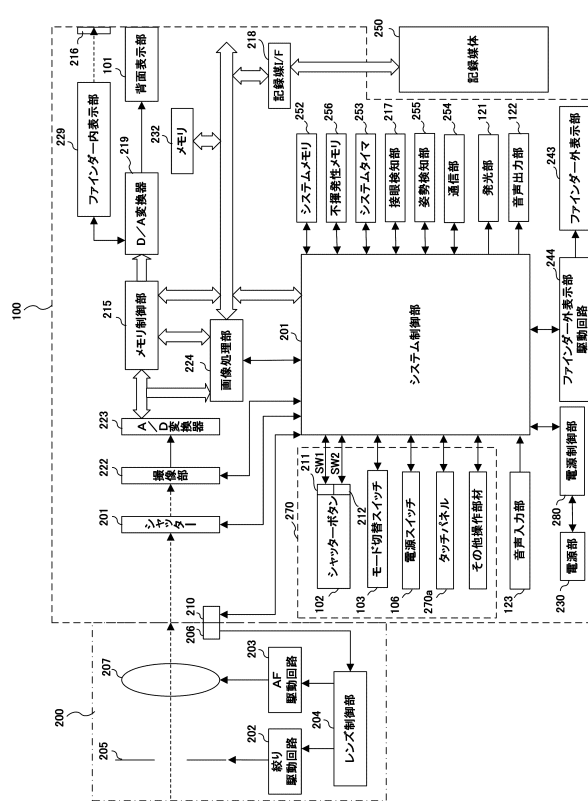 100
200
205
207
絞り
駆動回路
202
AF
駆動回路
203
レンズ制御部
204
206
210
シャッター
201
撮像部
222
A/D
変換器
223
メモリ制御部
215
画像処理部
224
D/A変換器
219
ファインダー内表示部
229
216
背面表示部
101
メモリ
232
記録媒I/F
218
記録媒体
250
システム制御部
201
システムメモリ
252
不揮発性メモリ
256
システムタイマ
253
接眼検知部
217
姿勢検知部
255
通信部
254
発光部
121
音声出力部
122
270
SW1
SW2
211
212
シャッターボタン
102
モード切替スイッチ
103
電源スイッチ
106
タッチパネル
270a
その他操作部材
音声入力部
123
電源制御部
280
電源部
230
ファインダー外表示部
駆動回路
244
ファインダー外表示部
243